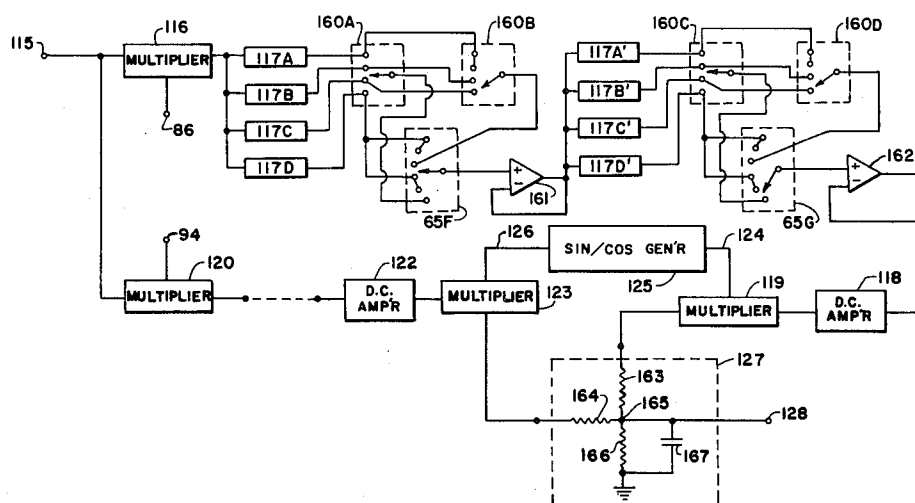 115
116
MULTIPLIER
86
117A
117B
117C
117D
160A
160B
65F
161
117A'
117B'
117C'
117D'
160C
160D
65G
162
94
120
MULTIPLIER
122
D.C.
AMP'R
126
MULTIPLIER
123
SIN/COS GEN'R
125
124
119
MULTIPLIER
118
D.C.
AMP'R
127
163
164
165
128
166
167